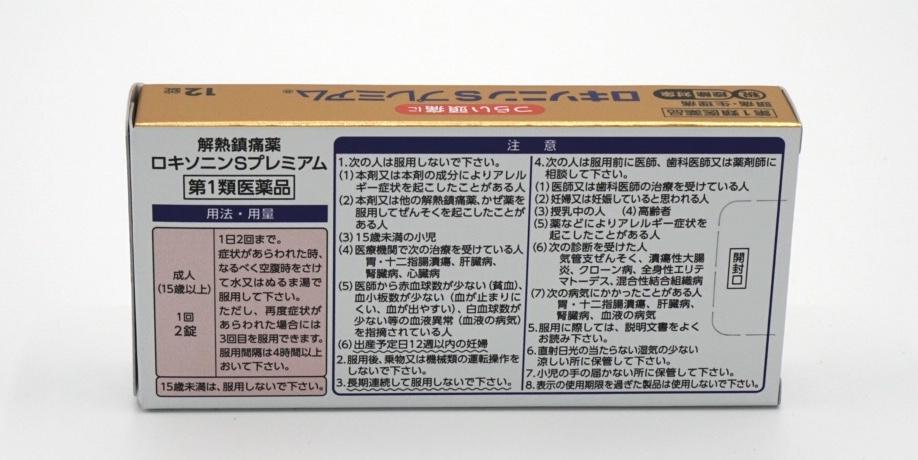 第1類医薬品
頭痛・生理痛
税 控除 対象
ロキソニンSプレミアム®
つらい頭痛に
12錠
解熱鎮痛薬
ロキソニンSプレミアム
第1類医薬品
用法・用量
成人
(15歳以上)
1回
2錠
1日2回まで。
症状があらわれた時、
なるべく空腹時をさけ
て水又はぬるま湯で
服用して下さい。
ただし、再度症状が
あらわれた場合には
3回目を服用できます。
服用間隔は4時間以上
おいて下さい。
15歳未満は、服用しないで下さい。
注意
1.次の人は服用しないで下さい。
(1)本剤又は本剤の成分によりアレル
ギー症状を起こしたことがある人
(2)本剤又は他の解熱鎮痛薬、かぜ薬を
服用してぜんそくを起こしたことが
ある人
(3)15歳未満の小児
(4)医療機関で次の治療を受けている人
胃・十二指腸潰瘍、肝臓病、
腎臓病、心臓病
(5)医師から赤血球数が少ない(貧血)、
血小板数が少ない(血が止まりに
くい、血が出やすい)、白血球数が
少ない等の血液異常(血液の病気)
を指摘されている人
(6)出産予定日12週以内の妊婦
2.服用後、乗物又は機械類の運転操作を
しないで下さい。
3.長期連続して服用しないで下さい。
4.次の人は服用前に医師、歯科医師又は薬剤師に
相談して下さい。
(1)医師又は歯科医師の治療を受けている人
(2)妊婦又は妊娠していると思われる人
(3)授乳中の人 (4)高齢者
(5)薬などによりアレルギー症状を
起こしたことがある人
(6)次の診断を受けた人
気管支ぜんそく、潰瘍性大腸
炎、クローン病、全身性エリテ
マトーデス、混合性結合組織病
(7)次の病気にかかったことがある人
胃・十二指腸潰瘍、肝臓病、
腎臓病、血液の病気
5.服用に際しては、説明文書をよく
お読み下さい。
6.直射日光の当たらない湿気の少ない
涼しい所に保管して下さい。
7.小児の手の届かない所に保管して下さい。
8.表示の使用期限を過ぎた製品は使用しないで下さい。
開封口